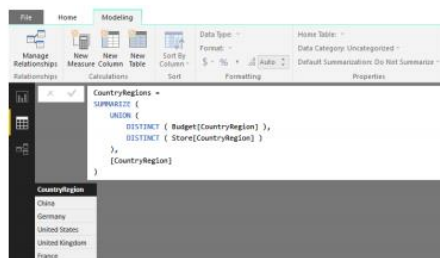 File Home Modeling
Manage Relationships
New Measure
New Column
New Table
Sort By Column
Data Type:
Format:
$ - % , Auto
Home Table:
Data Category: Uncategorized
Default Summarization: Do Not Summarize
Relationships Calculations Sort Formatting Properties
CountryRegions =
SUMMARIZE (
UNION (
DISTINCT ( Budget[CountryRegion] ),
DISTINCT ( Store[CountryRegion] )
),
[CountryRegion]
)
CountryRegion
China
Germany
United States
United Kingdom
France